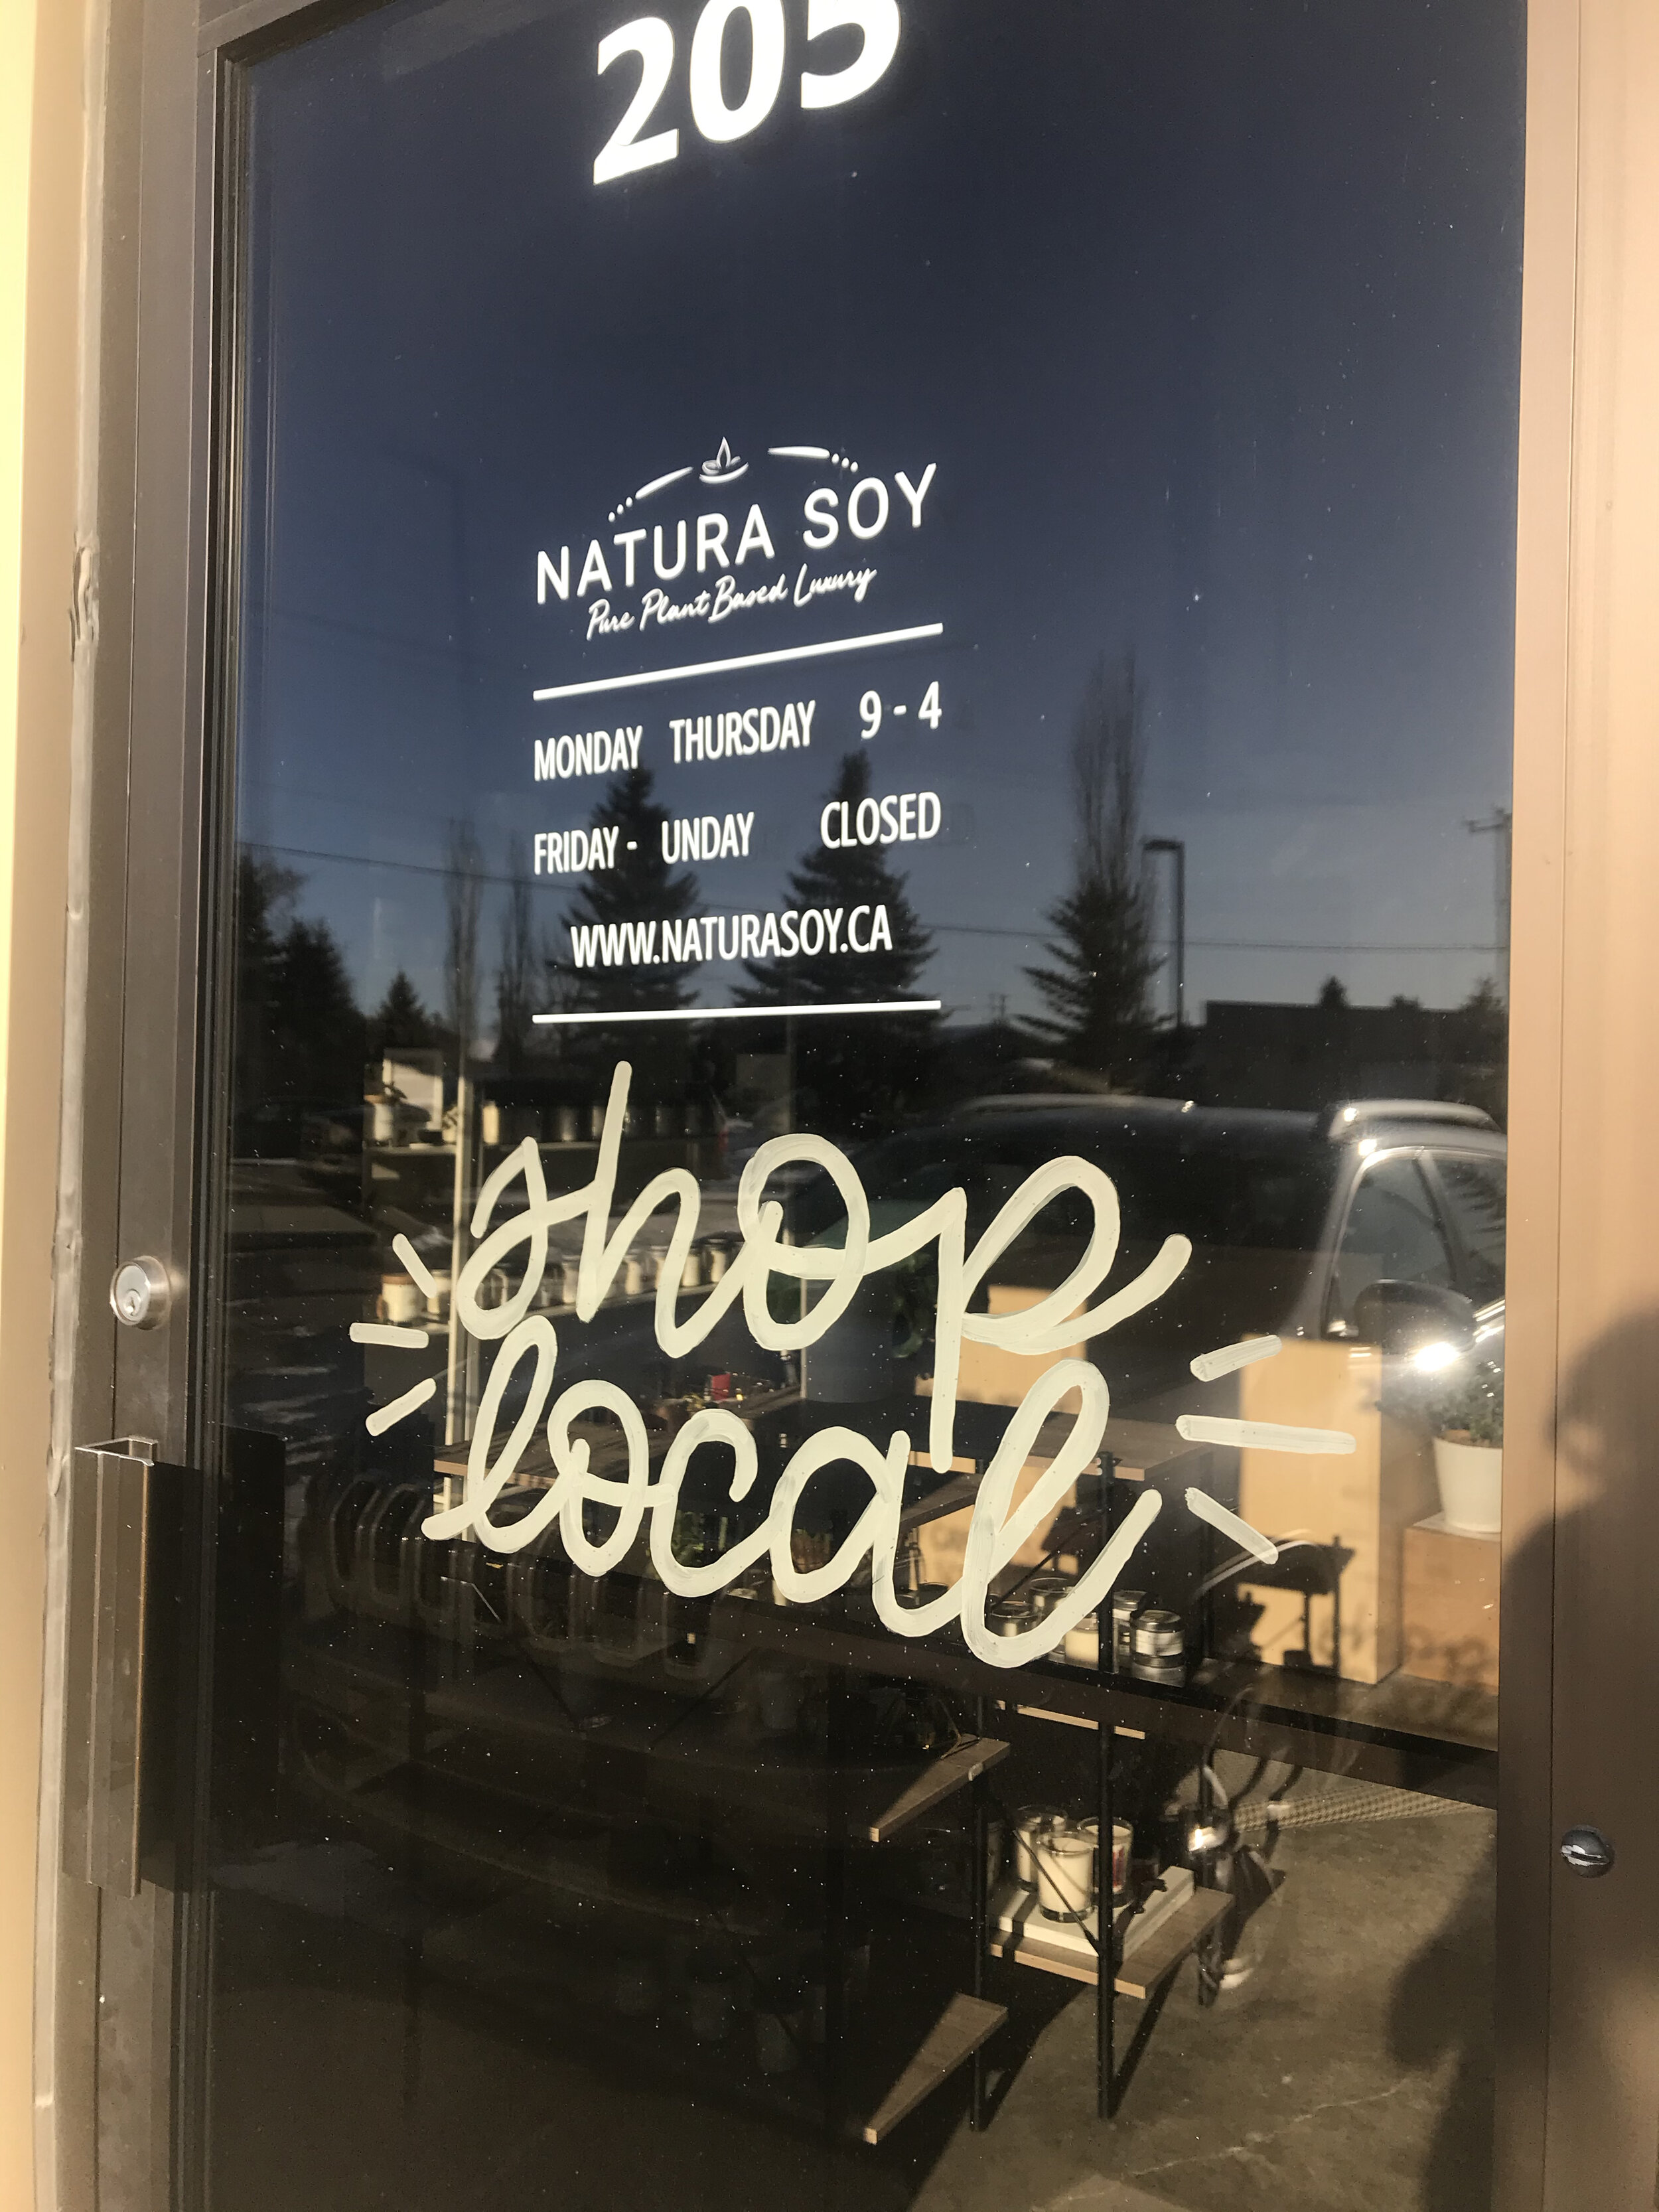 205
NATURA SOY
Pure Plant Based Luxury
MONDAY THURSDAY 9 - 4
FRIDAY - UNDAY CLOSED
WWW.NATURASOY.CA
shop
local